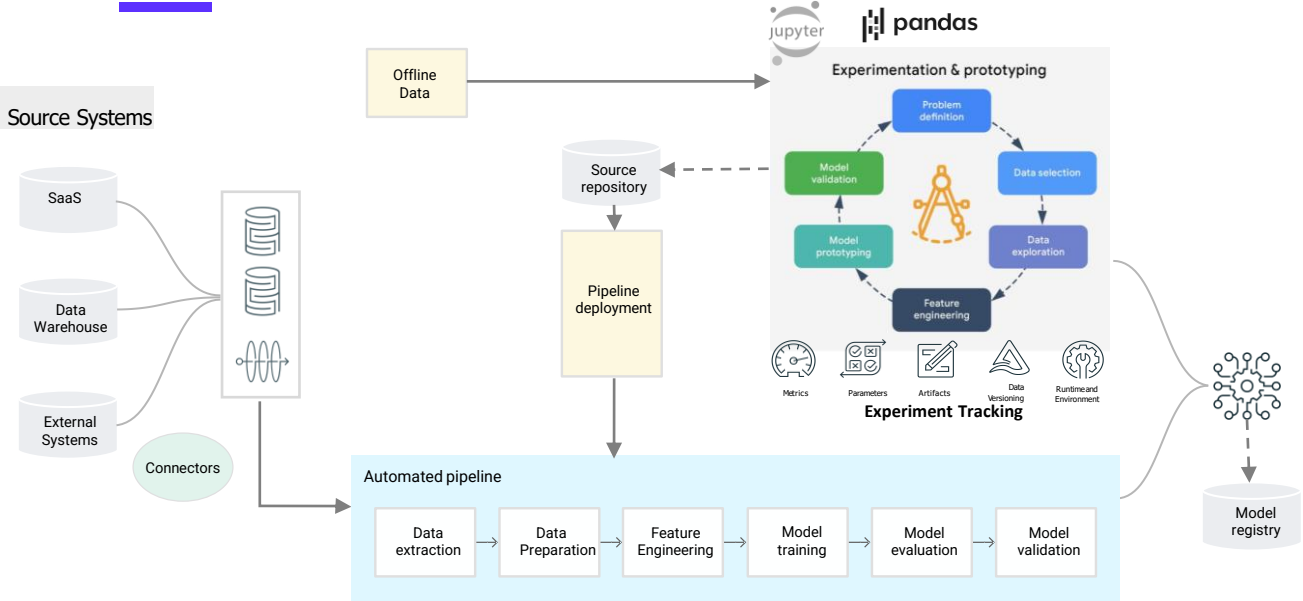 jupyter
pandas
Offline
Data
Experimentation & prototyping
Source Systems
Problem
definition
Source
repository
Model
validation
Data selection
SaaS
Model
prototyping
Data
exploration
Pipeline
deployment
Data
Warehouse
Feature
engineering
Metrics
Parameters
Artifacts
Data
Versioning
Runtime and
Environment
Experiment Tracking
External
Systems
Connectors
Automated pipeline
Model
registry
Data
extraction
Data
Preparation
Feature
Engineering
Model
training
Model
evaluation
Model
validation